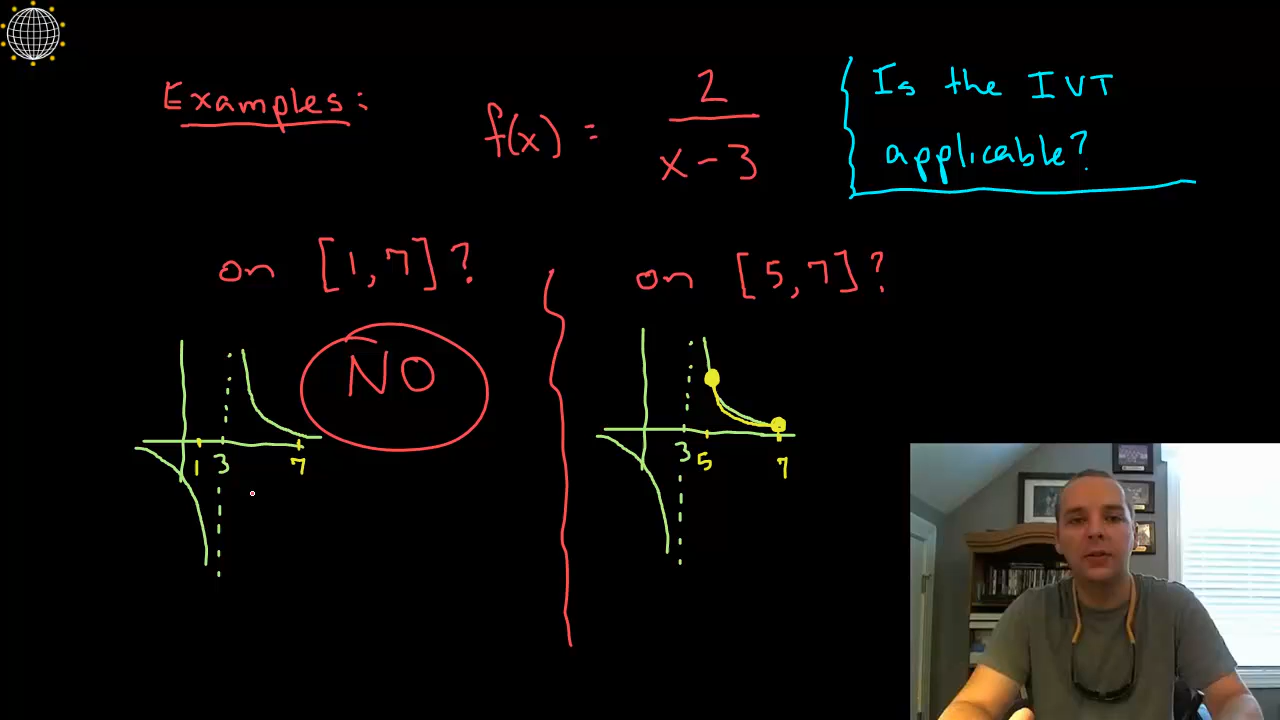 Examples:
f(x) = 2 / x - 3
Is the IVT
applicable?
on [1,7]?
NO
1 3 7
on [5,7]?
3 5 7